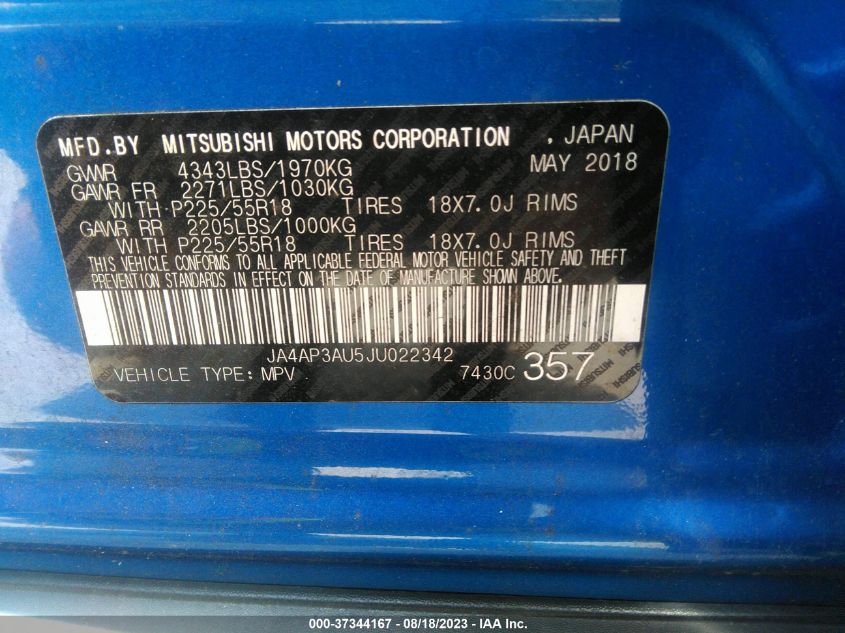 MFD.BY MITSUBISHI MOTORS CORPORATION , JAPAN
GVWR 4343LBS/1970KG MAY 2018
GAWR FR 2271LBS/1030KG
WITH P225/55R18 TIRES 18X7.0J RIMS
GAWR RR 2205LBS/1000KG
WITH P225/55R18 TIRES 18X7.0J RIMS
THIS VEHICLE CONFORMS TO ALL APPLICABLE FEDERAL MOTOR VEHICLE SAFETY AND THEFT
PREVENTION STANDARDS IN EFFECT ON THE DATE OF MANUFACTURE SHOWN ABOVE.
JA4AP3AU5JU022342
VEHICLE TYPE: MPV 7430C 357
000-37344167 - 08/18/2023 - IAA Inc.